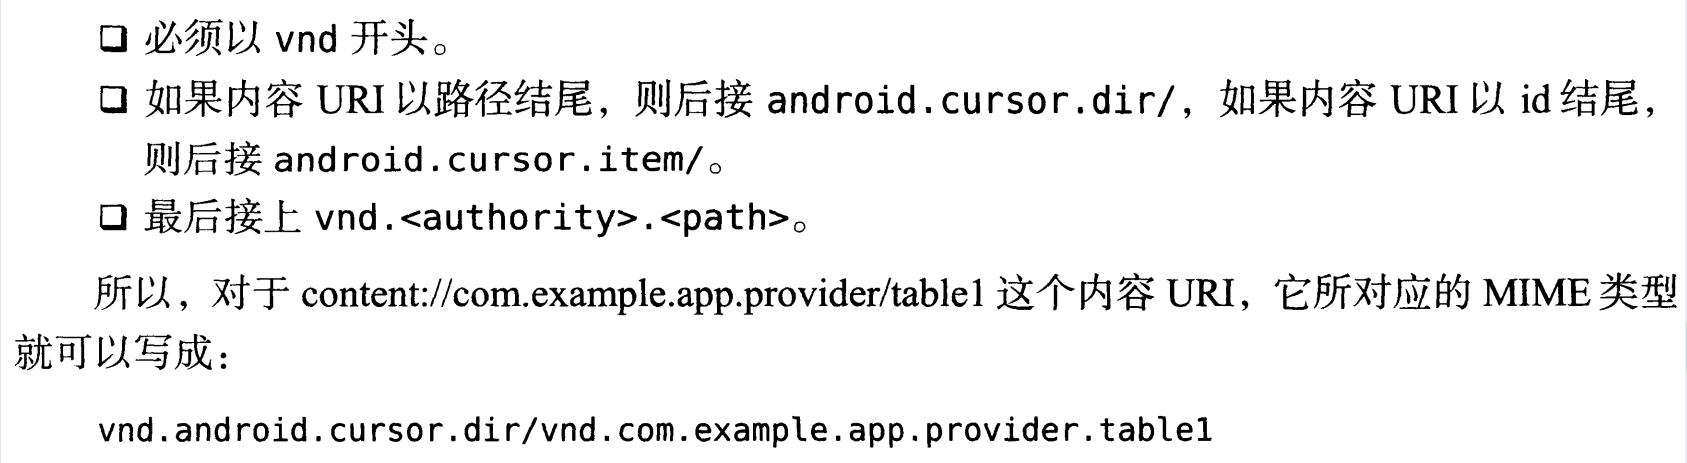 ❑ 必须以 vnd 开头。
❑ 如果内容 URI 以路径结尾，则后接 android.cursor.dir/，如果内容 URI 以 id 结尾，
则后接 android.cursor.item/。
❑ 最后接上 vnd.<authority>.<path>。
所以，对于 content://com.example.app.provider/table1 这个内容 URI，它所对应的 MIME 类型
就可以写成：
vnd.android.cursor.dir/vnd.com.example.app.provider.table1